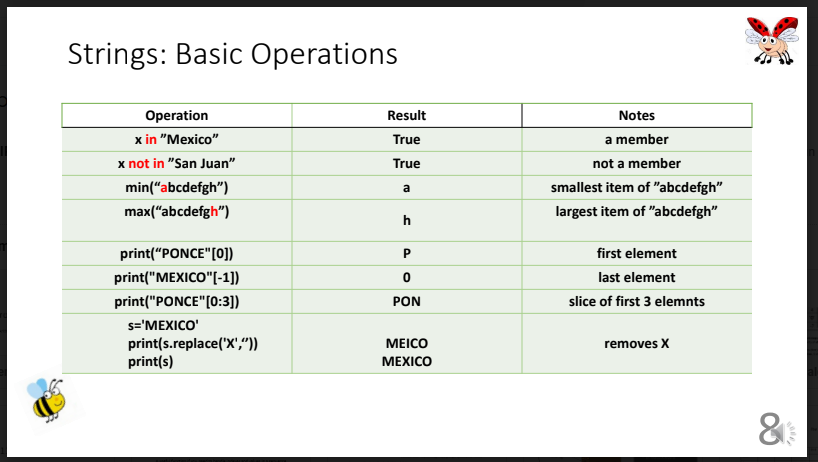 Strings: Basic Operations
Operation Result Notes
x in ”Mexico” True a member
x not in ”San Juan” True not a member
min(“abcdefgh”) a smallest item of ”abcdefgh”
max(“abcdefgh”) h largest item of ”abcdefgh”
print(“PONCE"[0]) P first element
print("MEXICO"[-1]) 0 last element
print("PONCE"[0:3]) PON slice of first 3 elemnts
s='MEXICO'
print(s.replace('X',‘’)) MEICO removes X
print(s) MEXICO
8